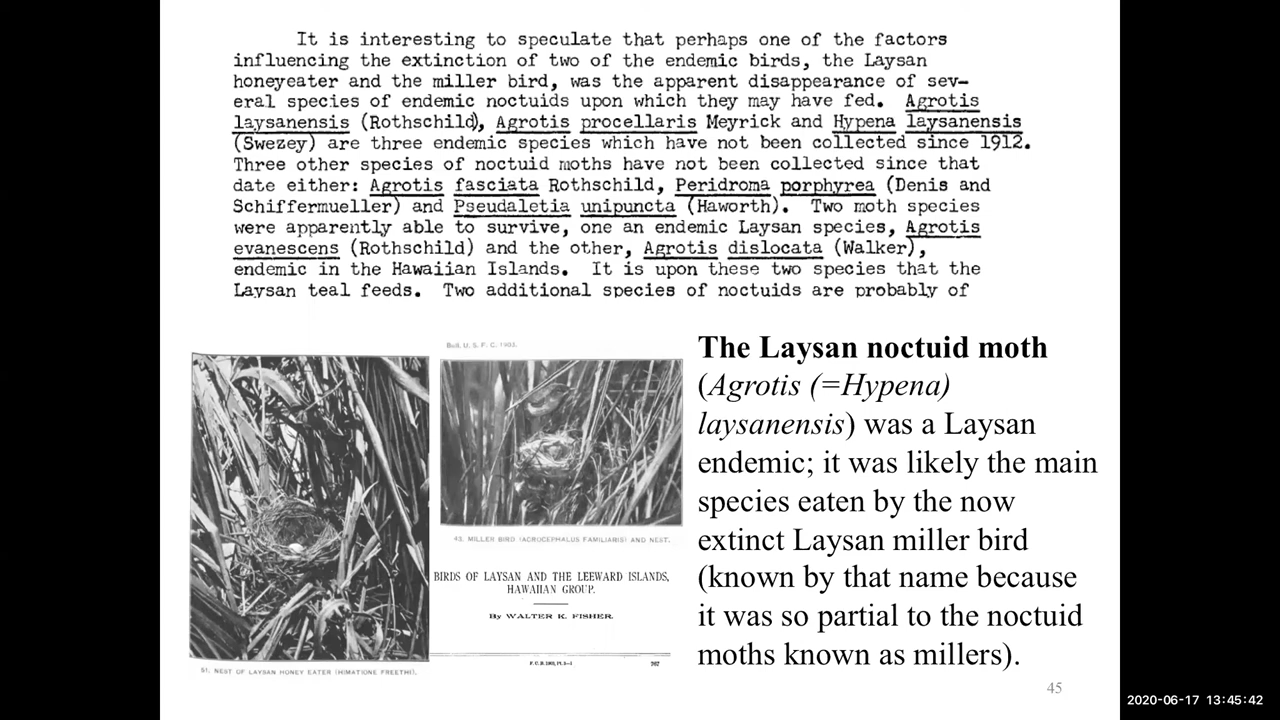 It is interesting to speculate that perhaps one of the factors
influencing the extinction of two of the endemic birds, the Laysan
honeyeater and the miller bird, was the apparent disappearance of sev-
eral species of endemic noctuids upon which they may have fed. Agrotis
laysanensis (Rothschild), Agrotis procellaris Meyrick and Hypena laysanensis
(Swezey) are three endemic species which have not been collected since 1912.
Three other species of noctuid moths have not been collected since that
date either: Agrotis fasciata Rothschild, Peridroma porphyrea (Denis and
Schiffermueller) and Pseudaletia unipuncta (Haworth). Two moth species
were apparently able to survive, one an endemic Laysan species, Agrotis
evanescens (Rothschild) and the other, Agrotis dislocata (Walker),
endemic in the Hawaiian Islands. It is upon these two species that the
Laysan teal feeds. Two additional species of noctuids are probably of
51. NEST OF LAYSAN HONEY EATER (HIMATIONE FREETHI).
Bull. U. S. F. C. 1903.
43. MILLER BIRD (ACROCEPHALUS FAMILIARIS) AND NEST.
BIRDS OF LAYSAN AND THE LEEWARD ISLANDS,
HAWAIIAN GROUP.
By WALTER K. FISHER.
F. C. B. 1903, Pt. 3—1 767
The Laysan noctuid moth
(Agrotis (=Hypena)
laysanensis) was a Laysan
endemic; it was likely the main
species eaten by the now
extinct Laysan miller bird
(known by that name because
it was so partial to the noctuid
moths known as millers).
45
2020-06-17 13:45:42